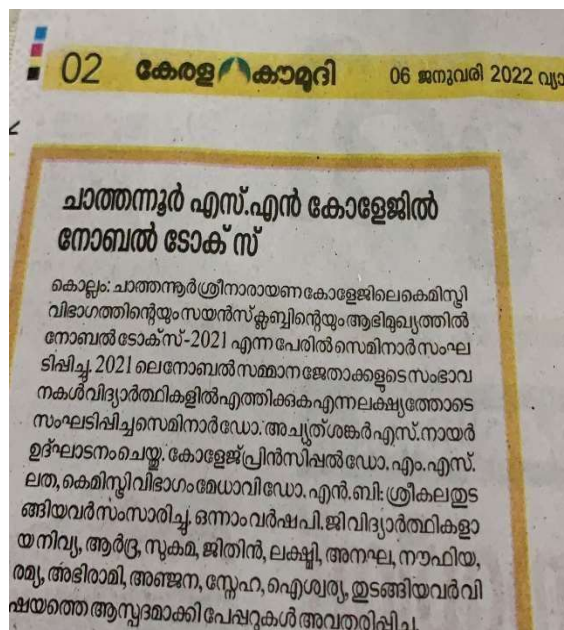 02 കേരള കൗമുദി 06 ജനുവരി 2022
ചാത്തന്നൂർ എസ്.എൻ കോളേജിൽ
നോബൽ ടോക് സ്
കൊല്ലം: ചാത്തന്നൂർ ശ്രീനാരായണ കോളേജിലെ കെമിസ്ട്രി
വിഭാഗത്തിന്റെയും സയൻസ് ക്ലബ്ബിന്റെയും ആഭിമുഖ്യത്തിൽ
നോബൽ ടോക്സ്-2021 എന്ന പേരിൽ സെമിനാർ സംഘ
ടിപ്പിച്ചു. 2021 ലെ നോബൽ സമ്മാന ജേതാക്കളുടെ സംഭാവ
നകൾ വിദ്യാർത്ഥികളിൽ എത്തിക്കുക എന്ന ലക്ഷ്യത്തോടെ
സംഘടിപ്പിച്ച സെമിനാർ ഡോ. അച്യുത് ശങ്കർ എസ്. നായർ
ഉദ്ഘാടനം ചെയ്തു. കോളേജ് പ്രിൻസിപ്പൽ ഡോ. എം. എസ്.
ലത, കെമിസ്ട്രി വിഭാഗം മേധാവി ഡോ. എൻ. ബി: ശ്രീകല തുട
ങ്ങിയവർ സംസാരിച്ചു. ഒന്നാം വർഷ പി. ജി വിദ്യാർത്ഥികളാ
യ നിവ്യ, ആർദ്ര, സുകമ, ജിതിൻ, ലക്ഷ്മി, അനഘ, നൗഫിയ,
രമ്യ, അഭിരാമി, അഞ്ജന, സ്നേഹ, ഐശ്വര്യ, തുടങ്ങിയവർ വി
ഷയത്തെ ആസ്പദമാക്കി പേപ്പറുകൾ അവതരിപ്പിച്ചു.